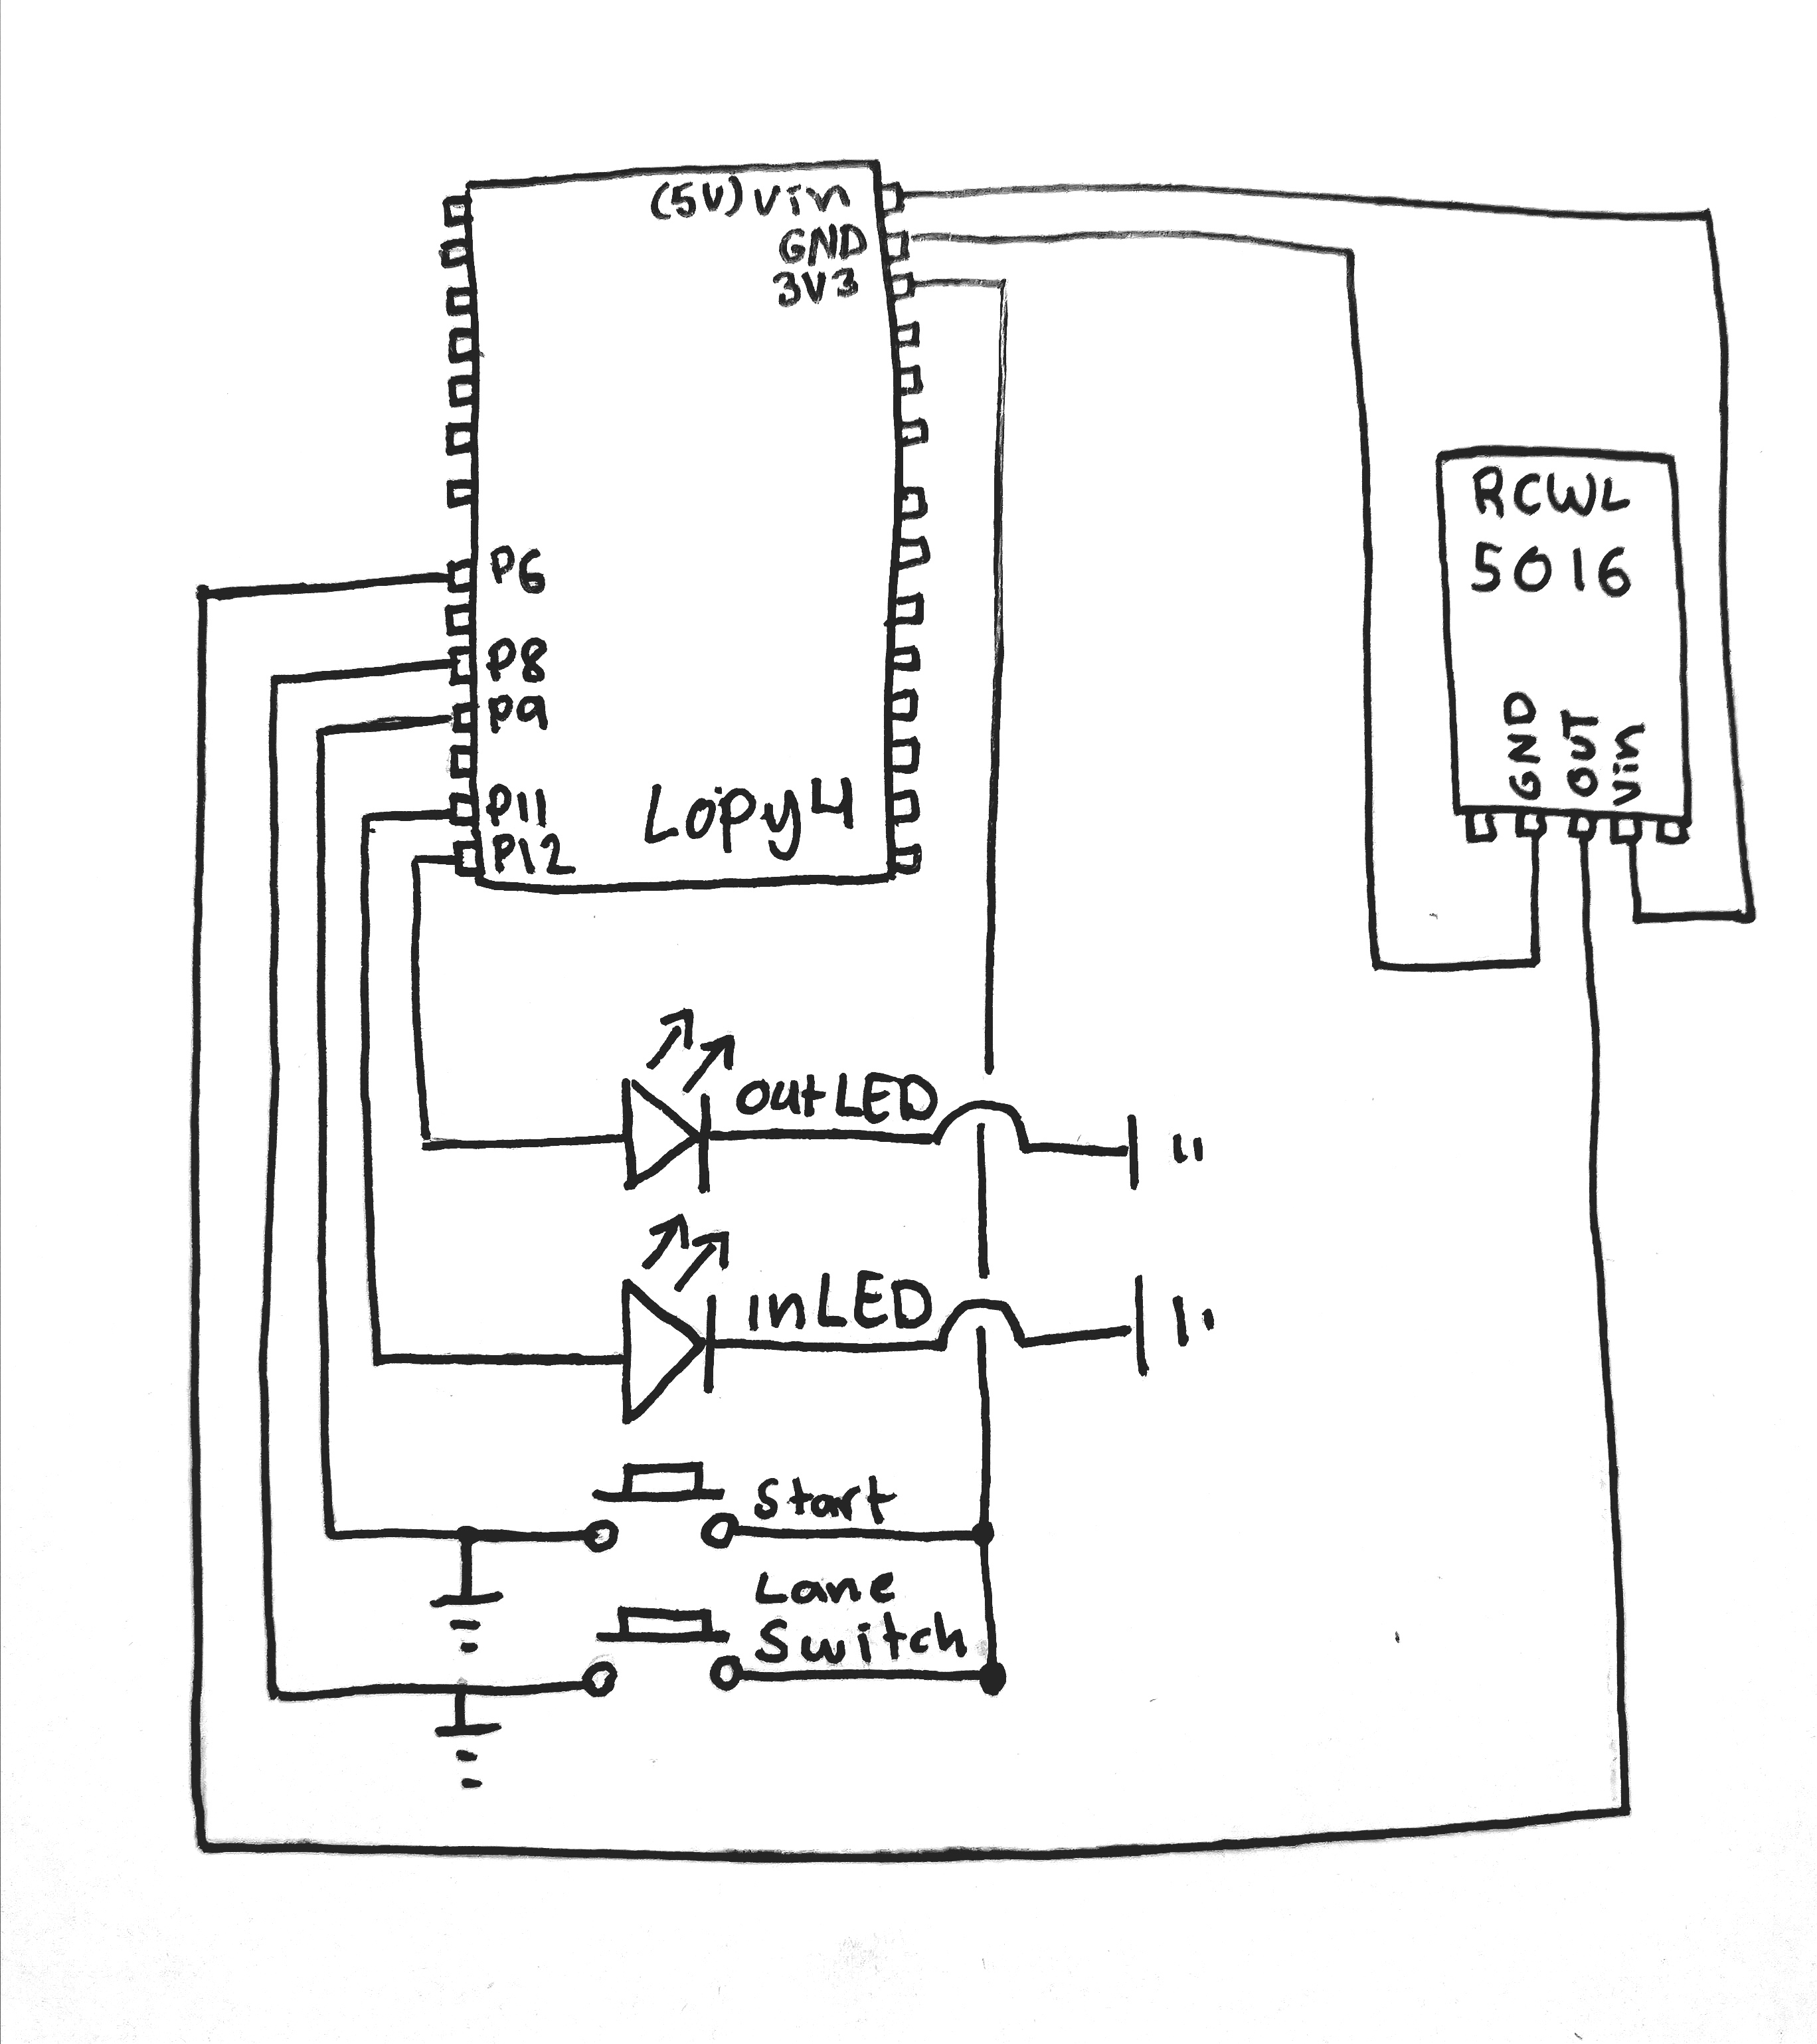 (5V) Vin
GND
3V3
P6
P8
P9
P11
P12
Lopy4
RCWL
5016
GND
OUT
Vin
OutLED
InLED
Start
Lane
Switch